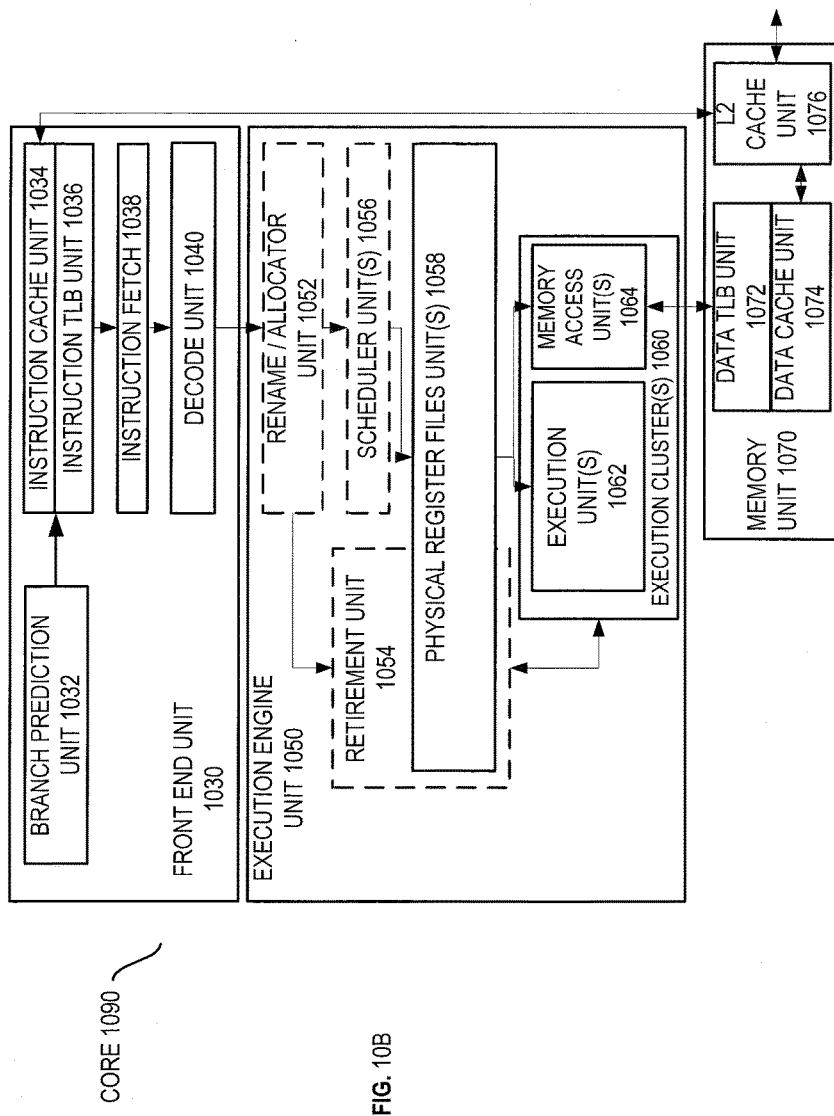 BRANCH PREDICTION
UNIT 1032
INSTRUCTION CACHE UNIT 1034
INSTRUCTION TLB UNIT 1036
INSTRUCTION FETCH 1038
DECODE UNIT 1040
FRONT END UNIT
1030
CORE 1090
EXECUTION ENGINE
UNIT 1050
RENAME / ALLOCATOR
UNIT 1052
RETIREMENT UNIT
1054
SCHEDULER UNIT(S) 1056
PHYSICAL REGISTER FILES UNIT(S) 1058
EXECUTION
UNIT(S)
1062
MEMORY
ACCESS
UNIT(S)
1064
EXECUTION CLUSTER(S) 1060
MEMORY
UNIT 1070
DATA TLB UNIT
1072
DATA CACHE UNIT
1074
L2
CACHE
UNIT
1076
FIG. 10B